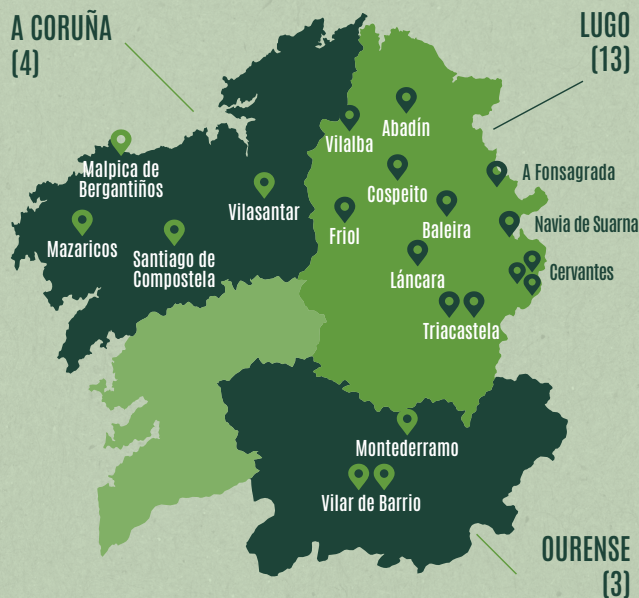 A CORUÑA
(4)
LUGO
(13)
Vilalba
Abadín
Malpica de
Bergantiños
A Fonsagrada
Cospeito
Vilasantar
Friol
Baleira
Navia de Suarna
Mazaricos
Santiago de
Compostela
Láncara
Cervantes
Triacastela
Montederramo
Vilar de Barrio
OURENSE
(3)